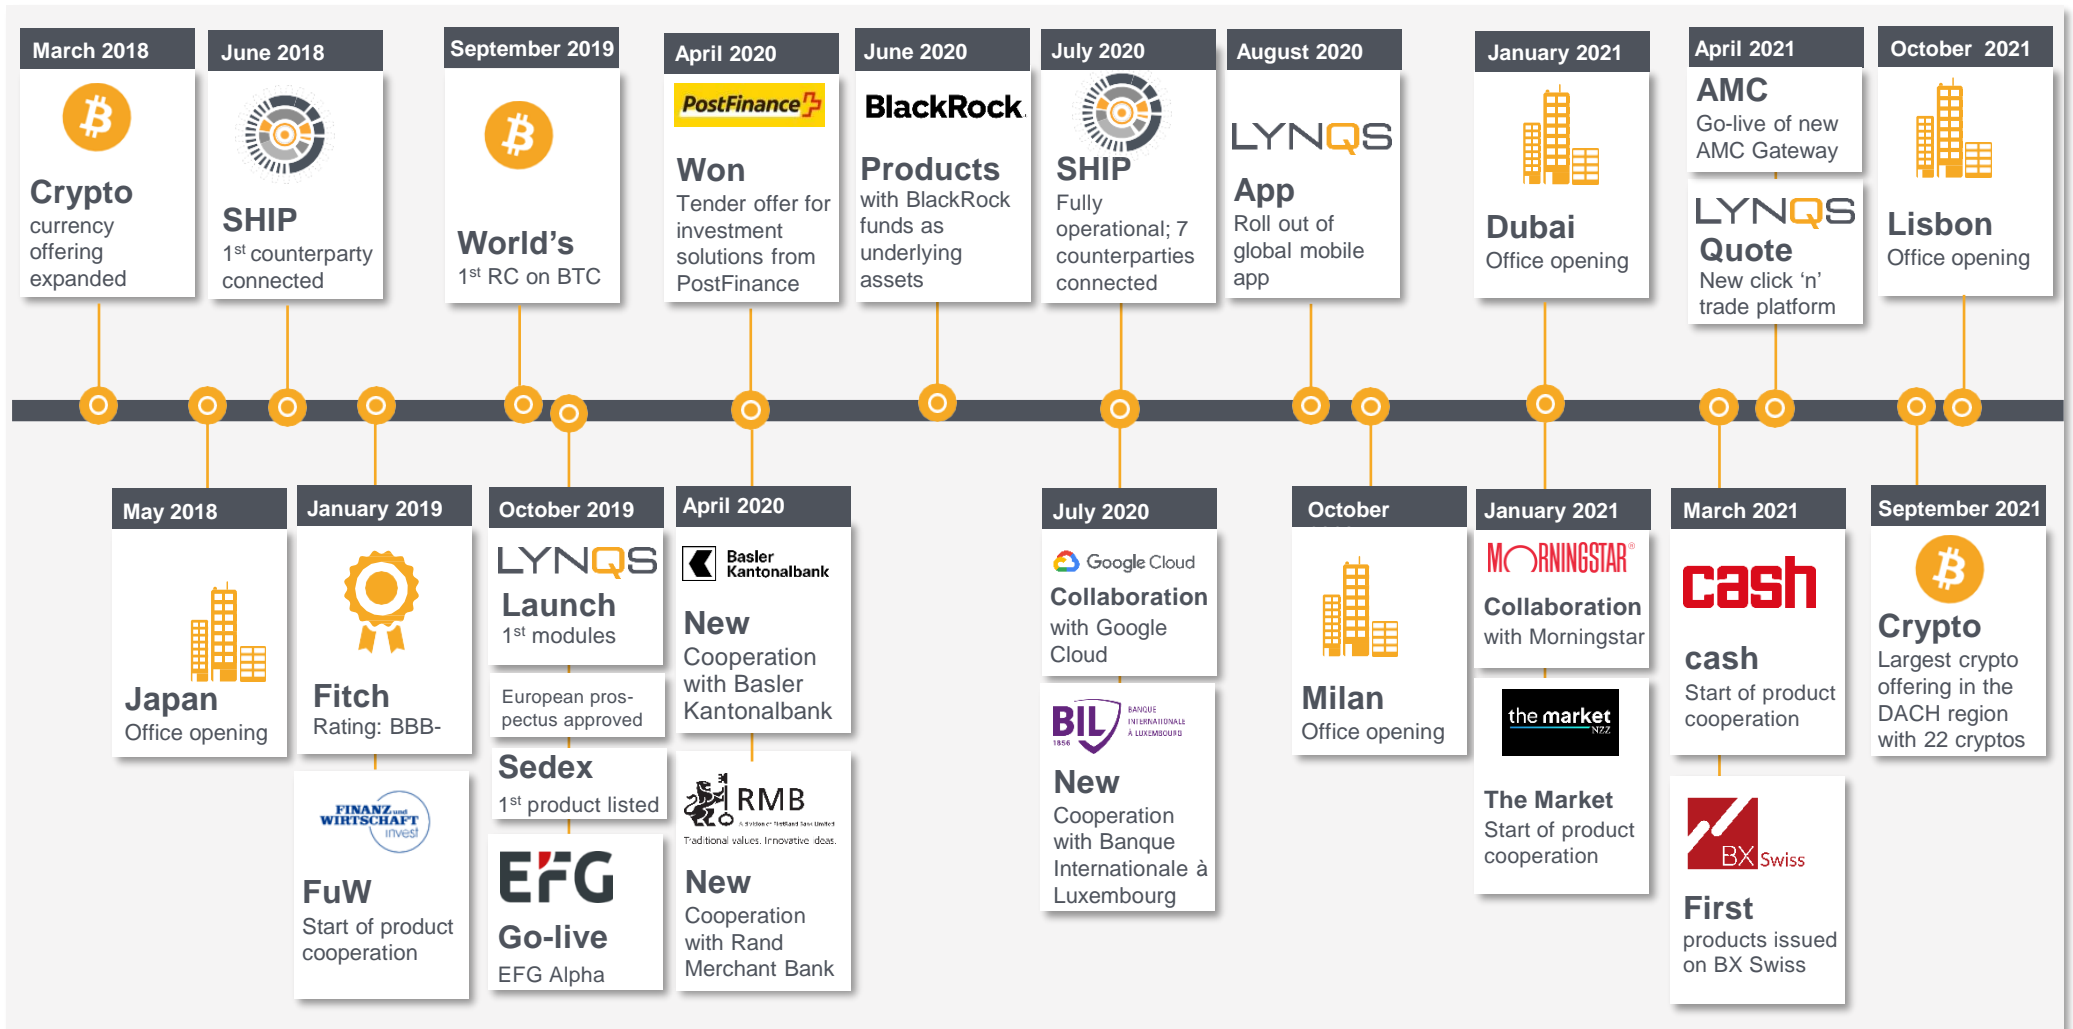 March 2018
Crypto
currency
offering
expanded
June 2018
SHIP
1st counterparty
connected
September 2019
World's
1st RC on BTC
April 2020
PostFinance
Won
Tender offer for
investment
solutions from
PostFinance
June 2020
BlackRock.
Products
with BlackRock
funds as
underlying
assets
July 2020
SHIP
Fully
operational; 7
counterparties
connected
August 2020
LYNQS
App
Roll out of
global mobile
app
January 2021
Dubai
Office opening
April 2021
AMC
Go-live of new
AMC Gateway
LYNQS
Quote
New click ‘n’
trade platform
October 2021
Lisbon
Office opening
May 2018
Japan
Office opening
January 2019
Fitch
Rating: BBB-
FINANZ und
WIRTSCHAFT
invest
FuW
Start of product
cooperation
October 2019
LYNQS
Launch
1st modules
European pros-
pectus approved
Sedex
1st product listed
EFG
Go-live
EFG Alpha
April 2020
Basler
Kantonalbank
New
Cooperation
with Basler
Kantonalbank
RMB
A division of FirstRand Bank Limited
Traditional values. Innovative ideas.
New
Cooperation
with Rand
Merchant Bank
July 2020
Google Cloud
Collaboration
with Google
Cloud
BIL
1856
BANQUE
INTERNATIONALE
À LUXEMBOURG
New
Cooperation
with Banque
Internationale à
Luxembourg
October
Milan
Office opening
January 2021
MORNINGSTAR®
Collaboration
with Morningstar
the market
NZZ
The Market
Start of product
cooperation
March 2021
cash
cash
Start of product
cooperation
BX Swiss
First
products issued
on BX Swiss
September 2021
Crypto
Largest crypto
offering in the
DACH region
with 22 cryptos